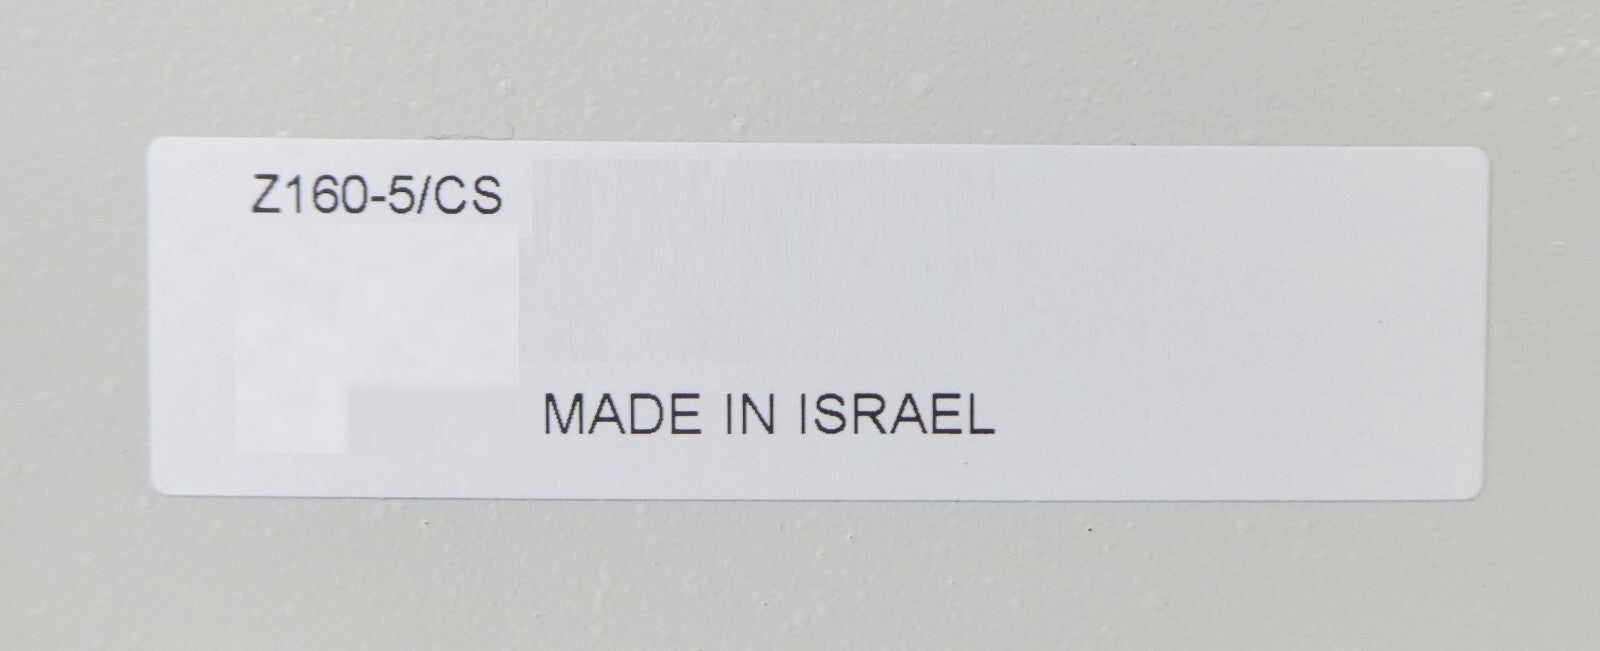 Z160-5/CS
MADE IN ISRAEL